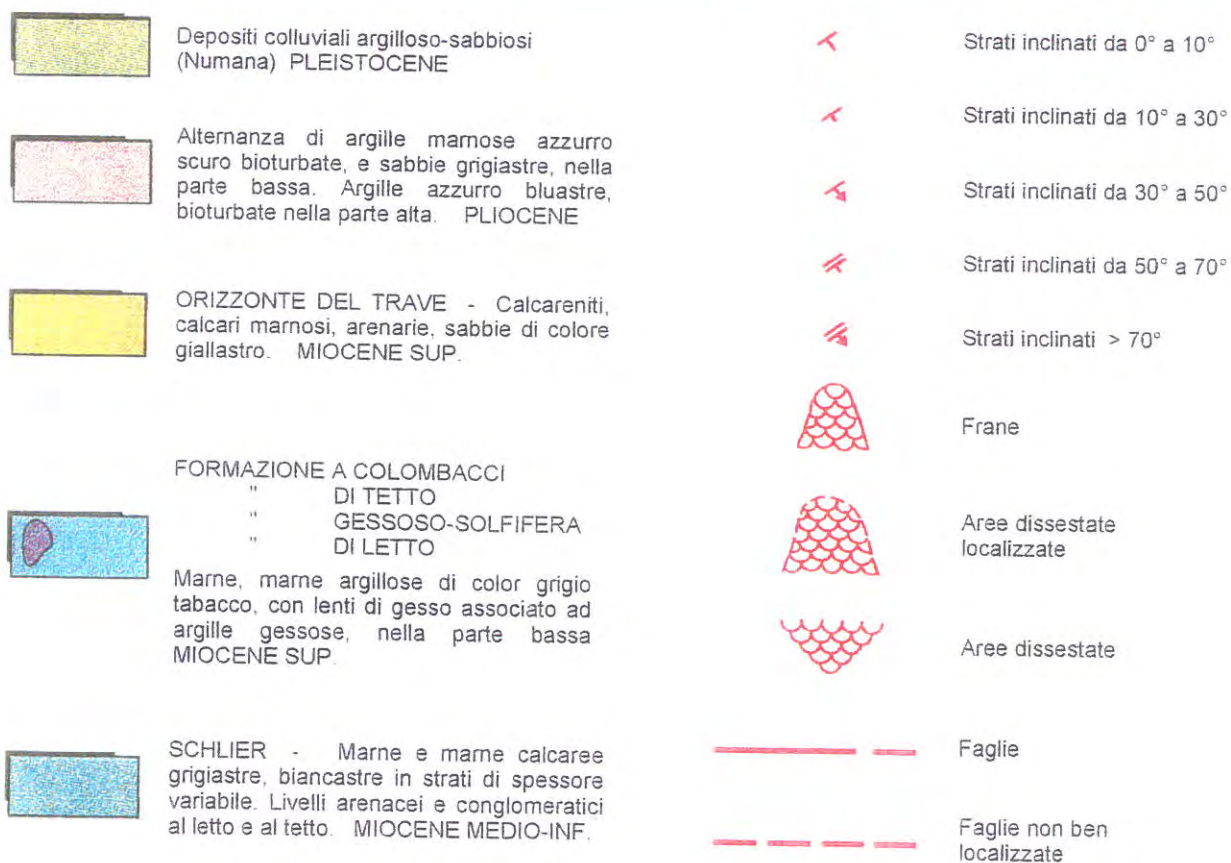 Depositi colluviali argilloso-sabbiosi
(Numana) PLEISTOCENE
Alternanza di argille marnose azzurro
scuro bioturbate, e sabbie grigiastre, nella
parte bassa. Argille azzurro bluastre,
bioturbate nella parte alta. PLIOCENE
ORIZZONTE DEL TRAVE - Calcareniti,
calcari marnosi, arenarie, sabbie di colore
giallastro. MIOCENE SUP.
FORMAZIONE A COLOMBACCI
" DI TETTO
" GESSOSO-SOLFIFERA
" DI LETTO
Marne, marne argillose di color grigio
tabacco, con lenti di gesso associato ad
argille gessose, nella parte bassa
MIOCENE SUP.
SCHLIER - Marne e marne calcaree
grigiastre, biancastre in strati di spessore
variabile. Livelli arenacei e conglomeratici
al letto e al tetto. MIOCENE MEDIO-INF.
Strati inclinati da 0° a 10°
Strati inclinati da 10° a 30°
Strati inclinati da 30° a 50°
Strati inclinati da 50° a 70°
Strati inclinati > 70°
Frane
Aree dissestate
localizzate
Aree dissestate
Faglie
Faglie non ben
localizzate